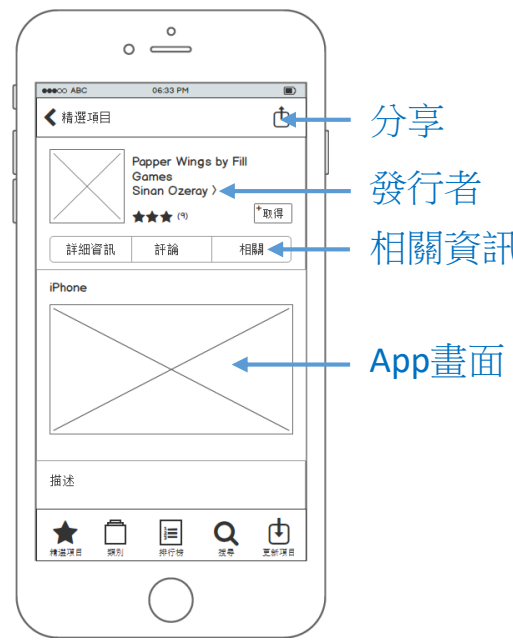 ABC 06:33 PM
精選項目
分享
Papper Wings by Fill
Games
Sinan Ozeray
發行者
(9)
+取得
詳細資訊 評論 相關
相關資訊
iPhone
App畫面
描述
精選項目 類別 排行榜 搜尋 更新項目